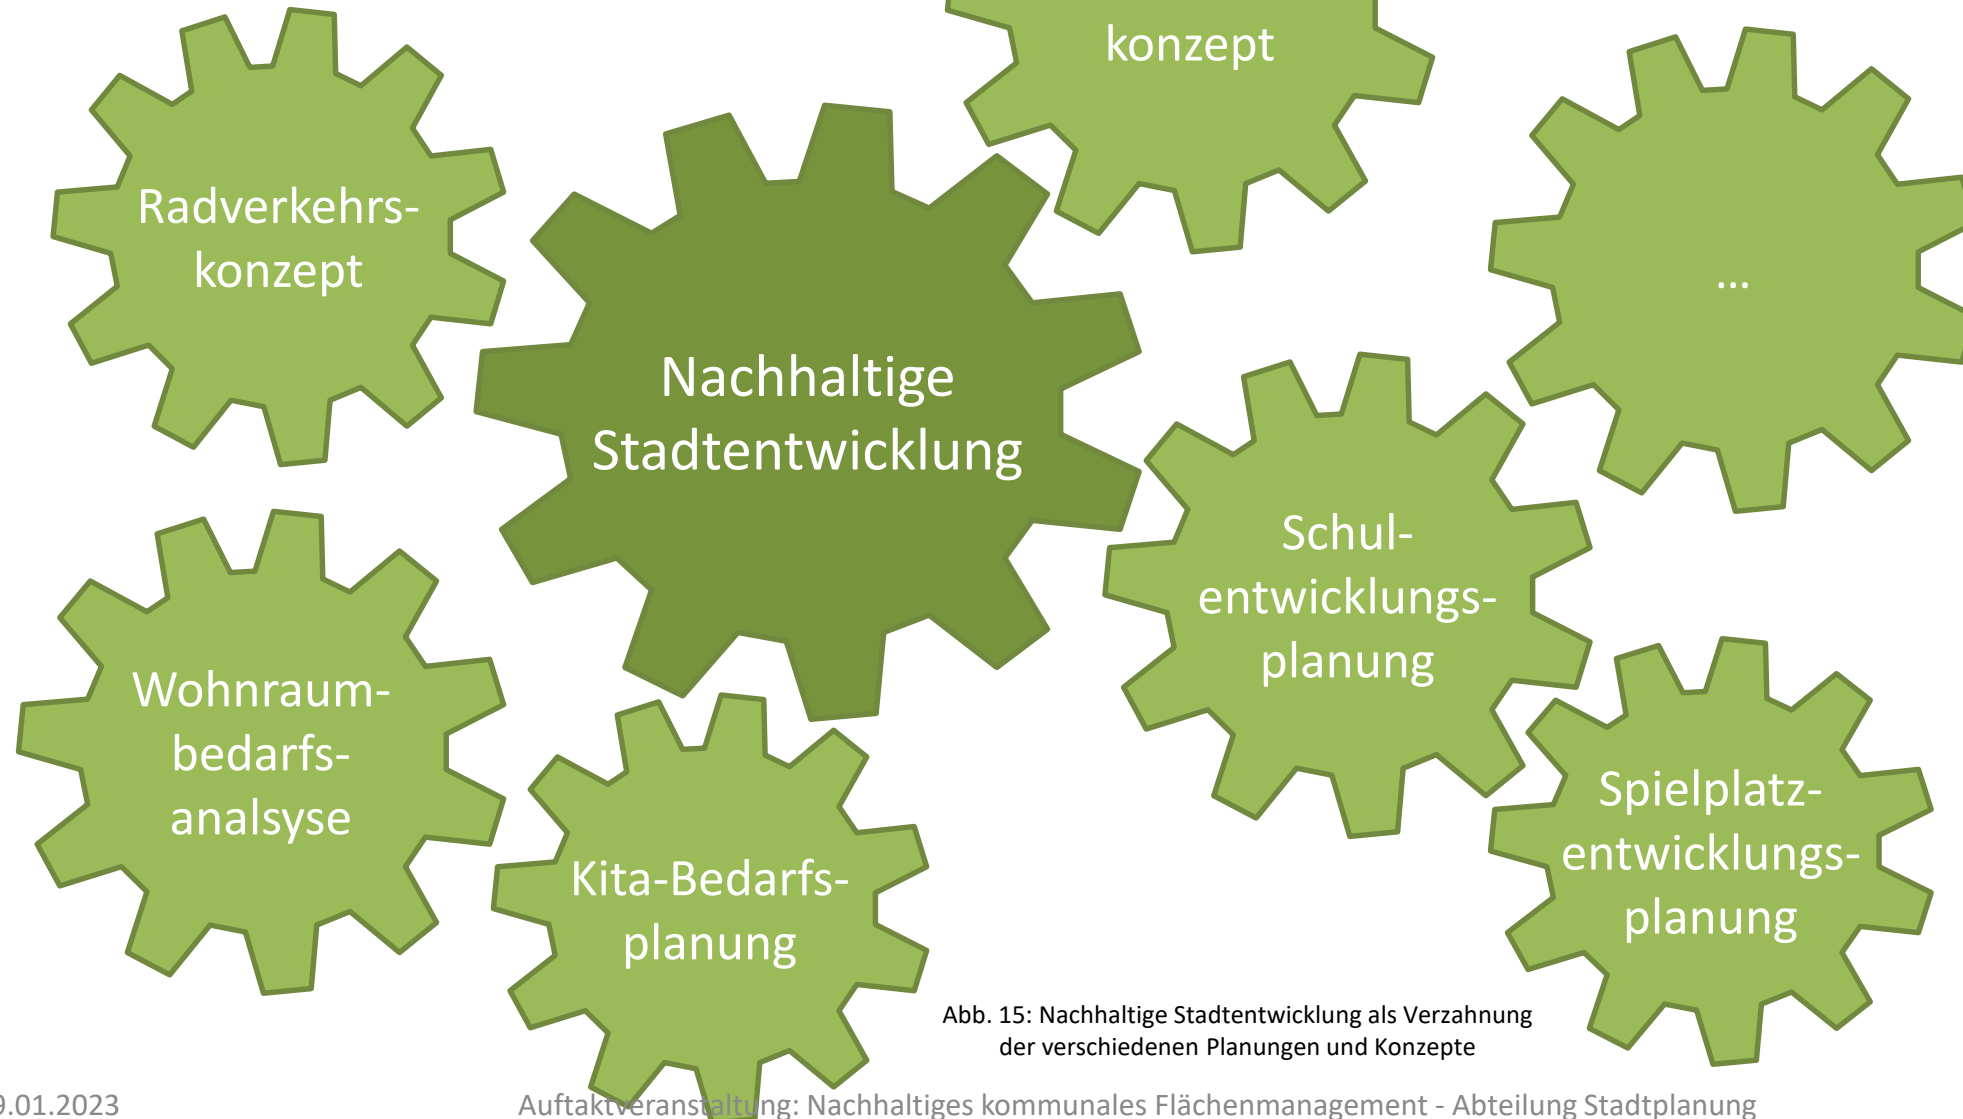 konzept
Radverkehrs-
konzept
...
Nachhaltige
Stadtentwicklung
Schul-
entwicklungs-
planung
Wohnraum-
bedarfs-
analsyse
Spielplatz-
entwicklungs-
planung
Kita-Bedarfs-
planung
Abb. 15: Nachhaltige Stadtentwicklung als Verzahnung
der verschiedenen Planungen und Konzepte
9.01.2023
Auftaktveranstaltung: Nachhaltiges kommunales Flächenmanagement - Abteilung Stadtplanung